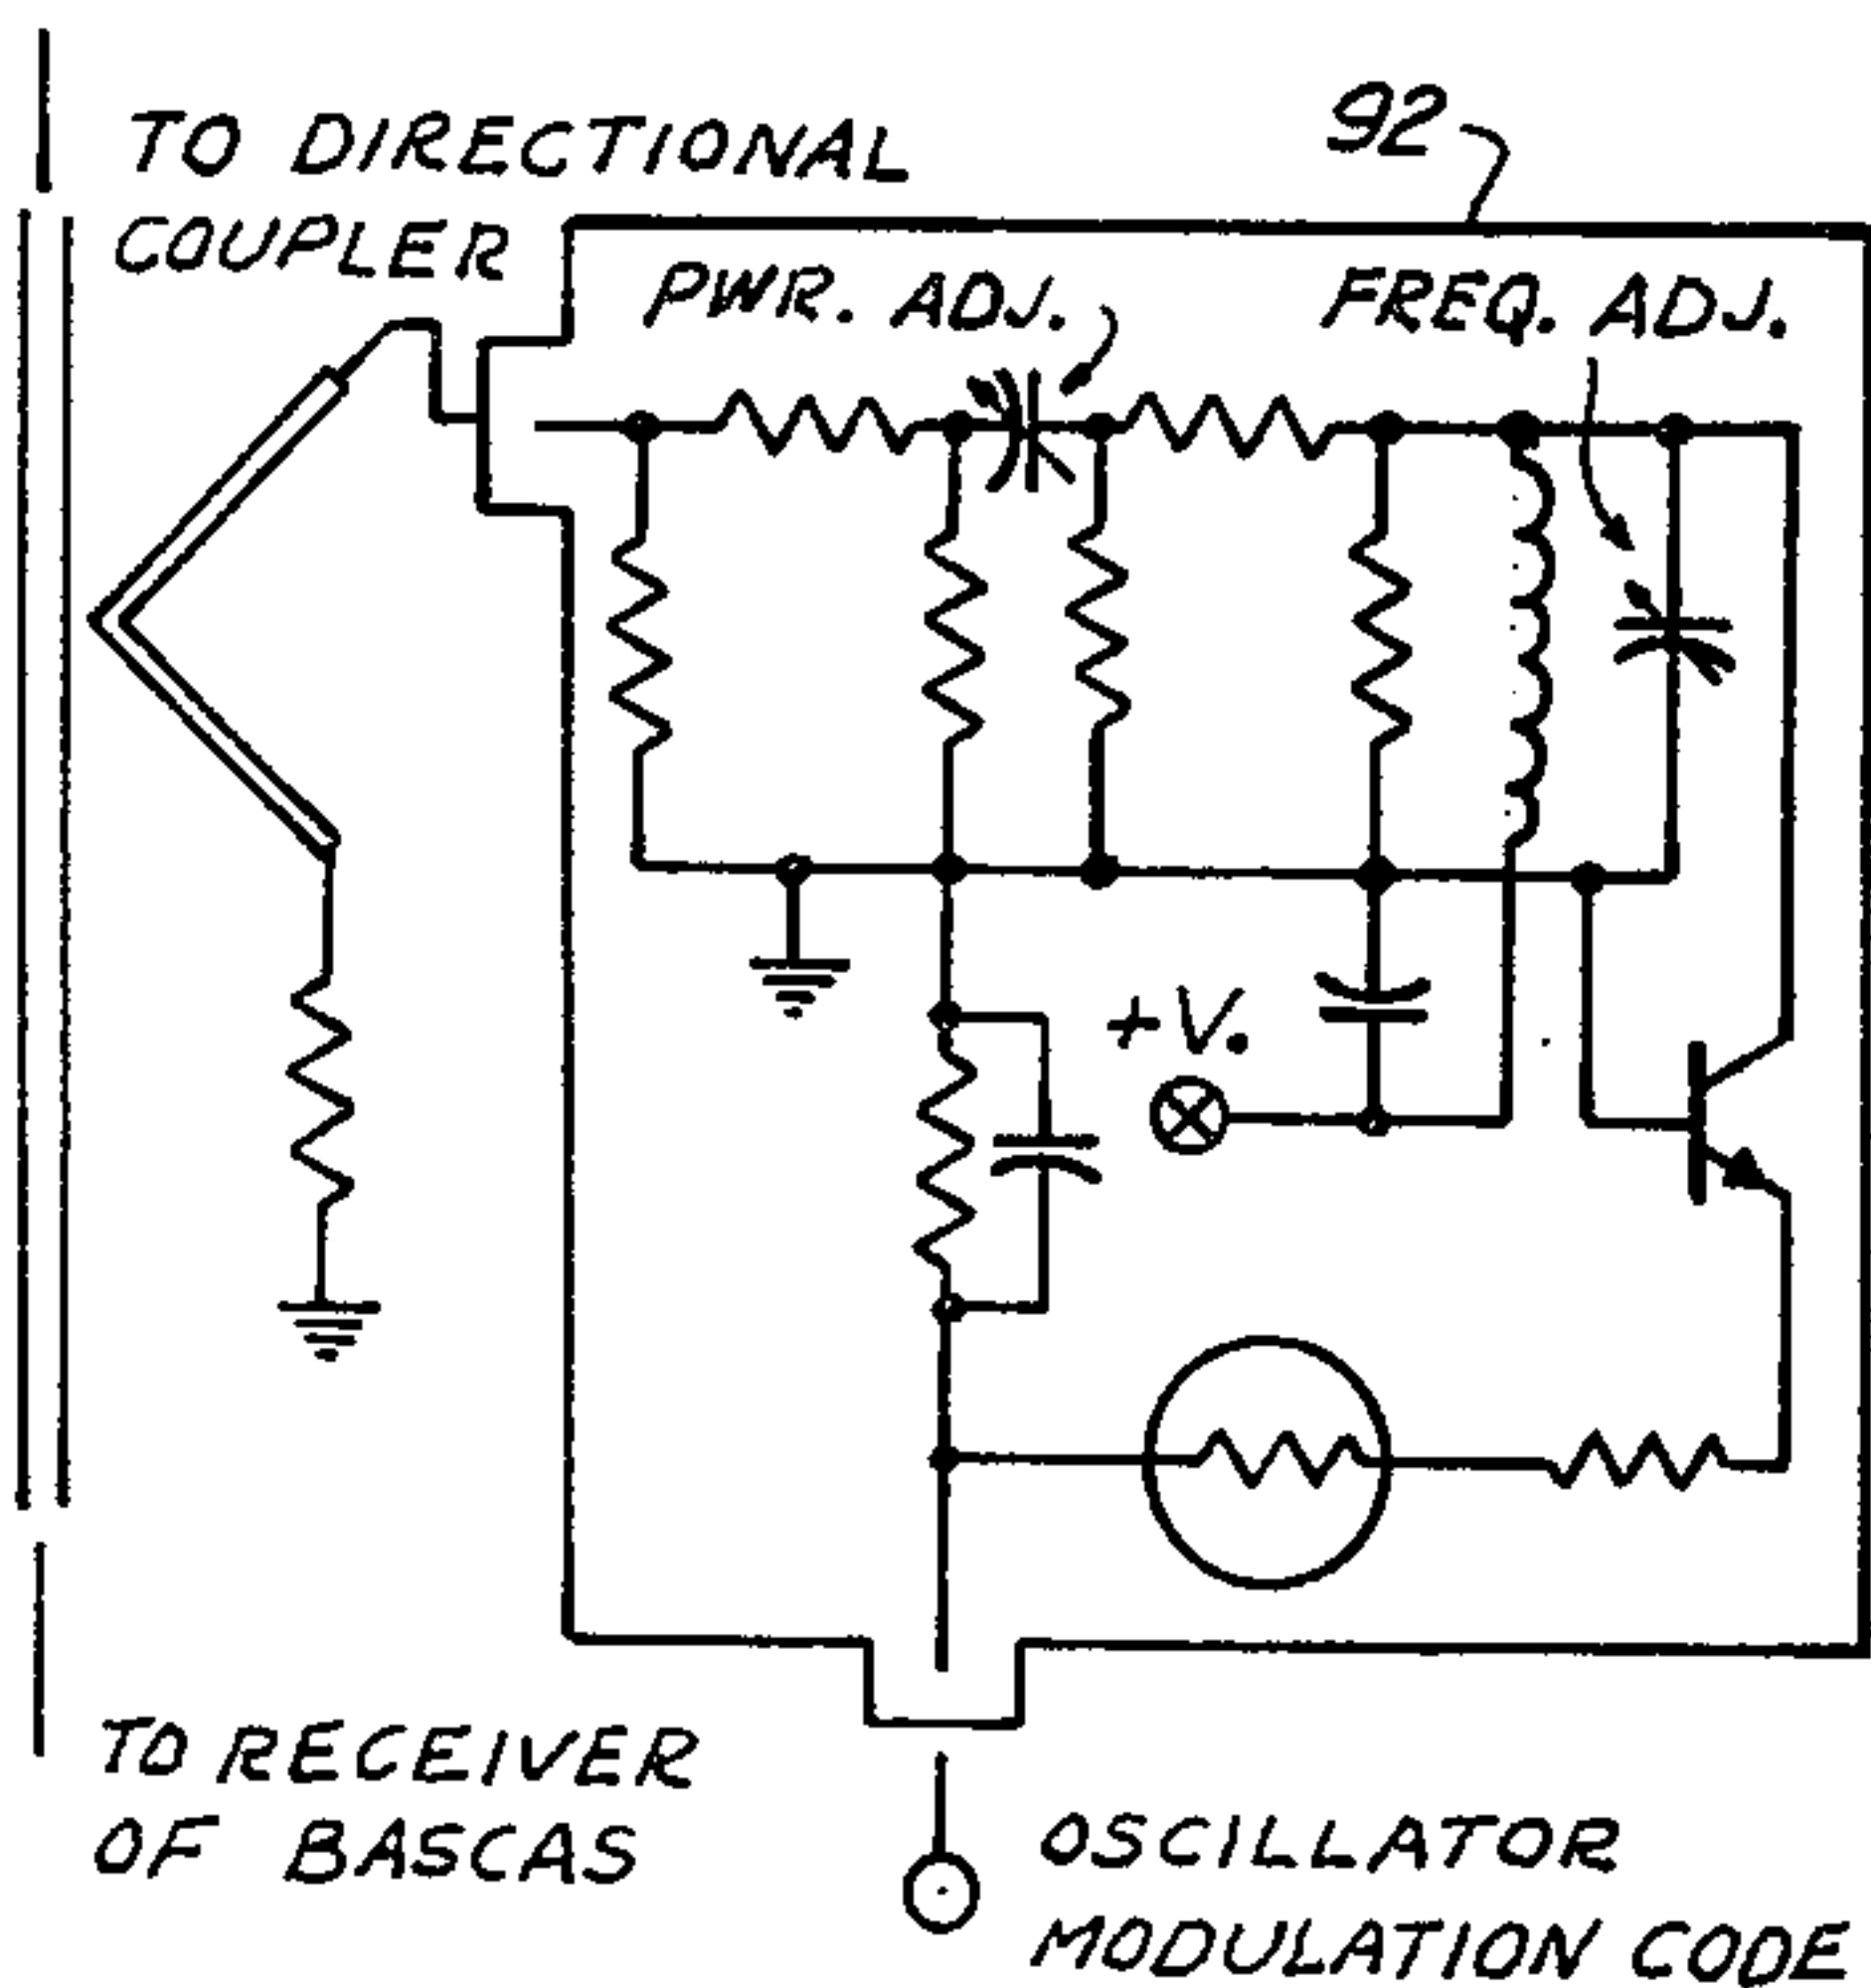 TO DIRECTIONAL
COUPLER
92
PWR. ADJ.
FREQ. ADJ.
+V.
TO RECEIVER
OF BASCAS
OSCILLATOR
MODULATION CODE